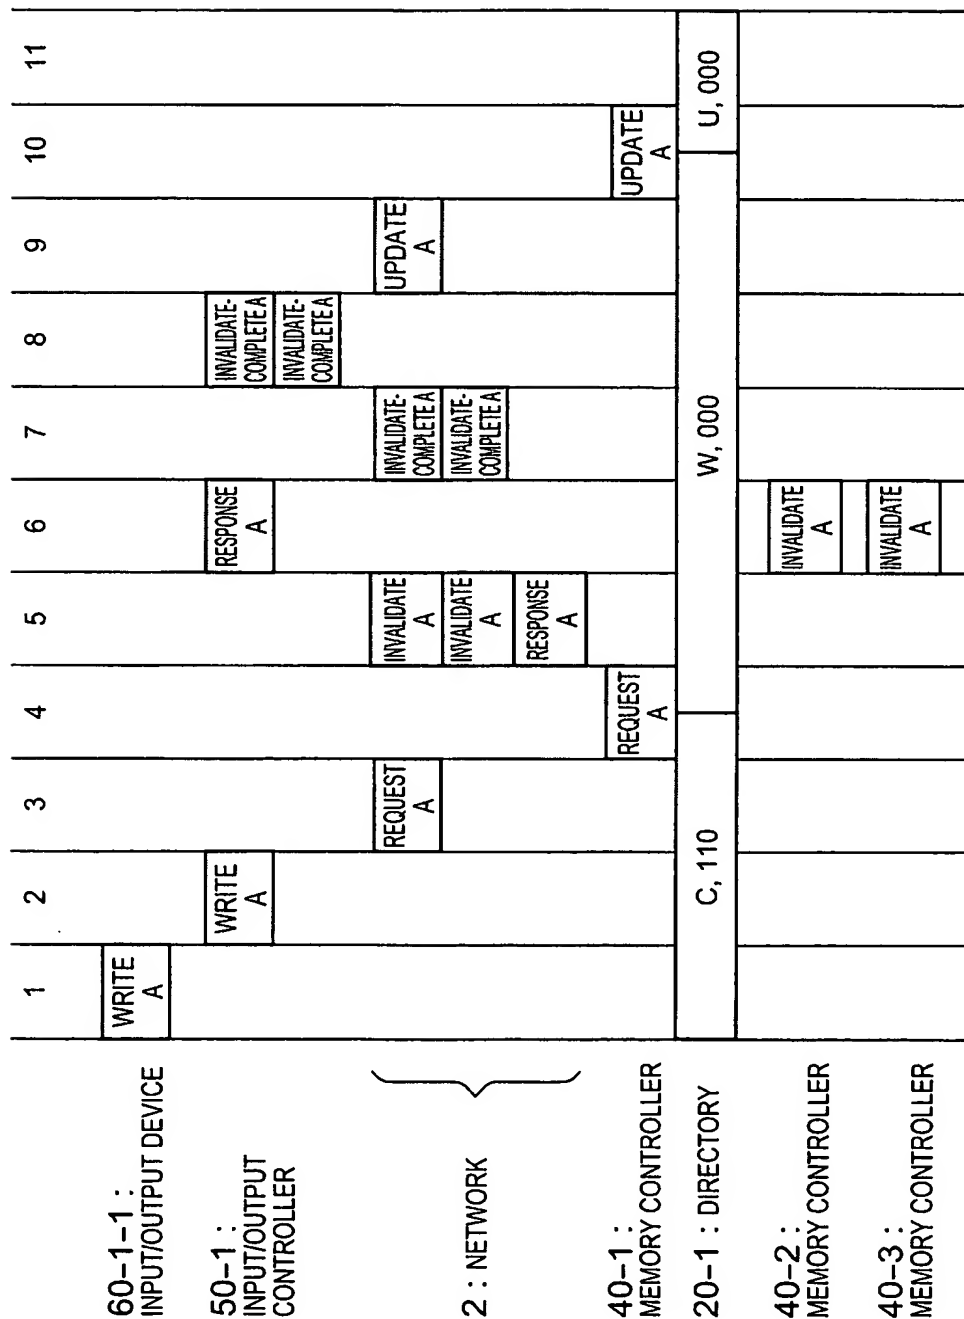 1 2 3 4 5 6 7 8 9 10 11
60-1-1 :
INPUT/OUTPUT DEVICE
WRITE
A
50-1 :
INPUT/OUTPUT
CONTROLLER
WRITE
A
RESPONSE
A
INVALIDATE-
COMPLETE A
INVALIDATE-
COMPLETE A
2 : NETWORK
REQUEST
A
INVALIDATE
A
INVALIDATE
A
RESPONSE
A
INVALIDATE-
COMPLETE A
INVALIDATE-
COMPLETE A
UPDATE
A
40-1 :
MEMORY CONTROLLER
REQUEST
A
UPDATE
A
20-1 : DIRECTORY
C, 110
W, 000
U, 000
40-2 :
MEMORY CONTROLLER
INVALIDATE
A
40-3 :
MEMORY CONTROLLER
INVALIDATE
A